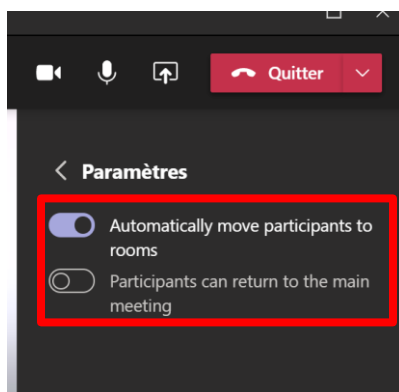 Quitter
Paramètres
Automatically move participants to
rooms
Participants can return to the main
meeting